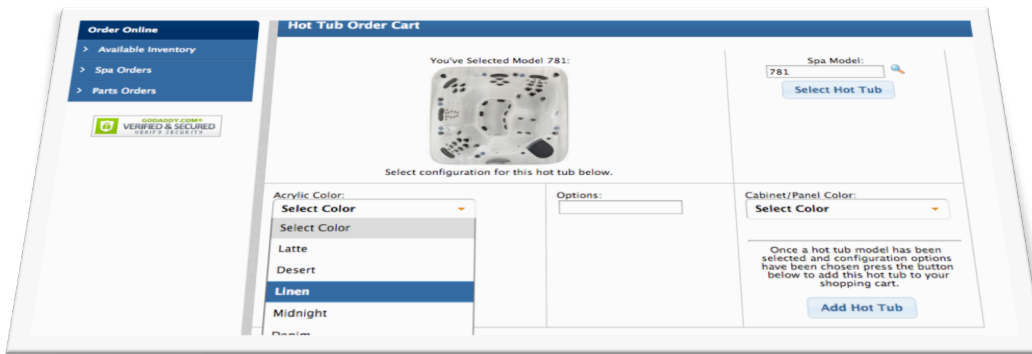 Order Online
> Available Inventory
> Spa Orders
> Parts Orders
GODADDY.COM®
VERIFIED & SECURED
VERIFY SECURITY
Hot Tub Order Cart
You've Selected Model 781:
Select configuration for this hot tub below.
Spa Model:
781
Select Hot Tub
Acrylic Color:
Select Color
Select Color
Latte
Desert
Linen
Midnight
Denim
Options:
Cabinet/Panel Color:
Select Color
Once a hot tub model has been
selected and configuration options
have been chosen press the button
below to add this hot tub to your
shopping cart.
Add Hot Tub